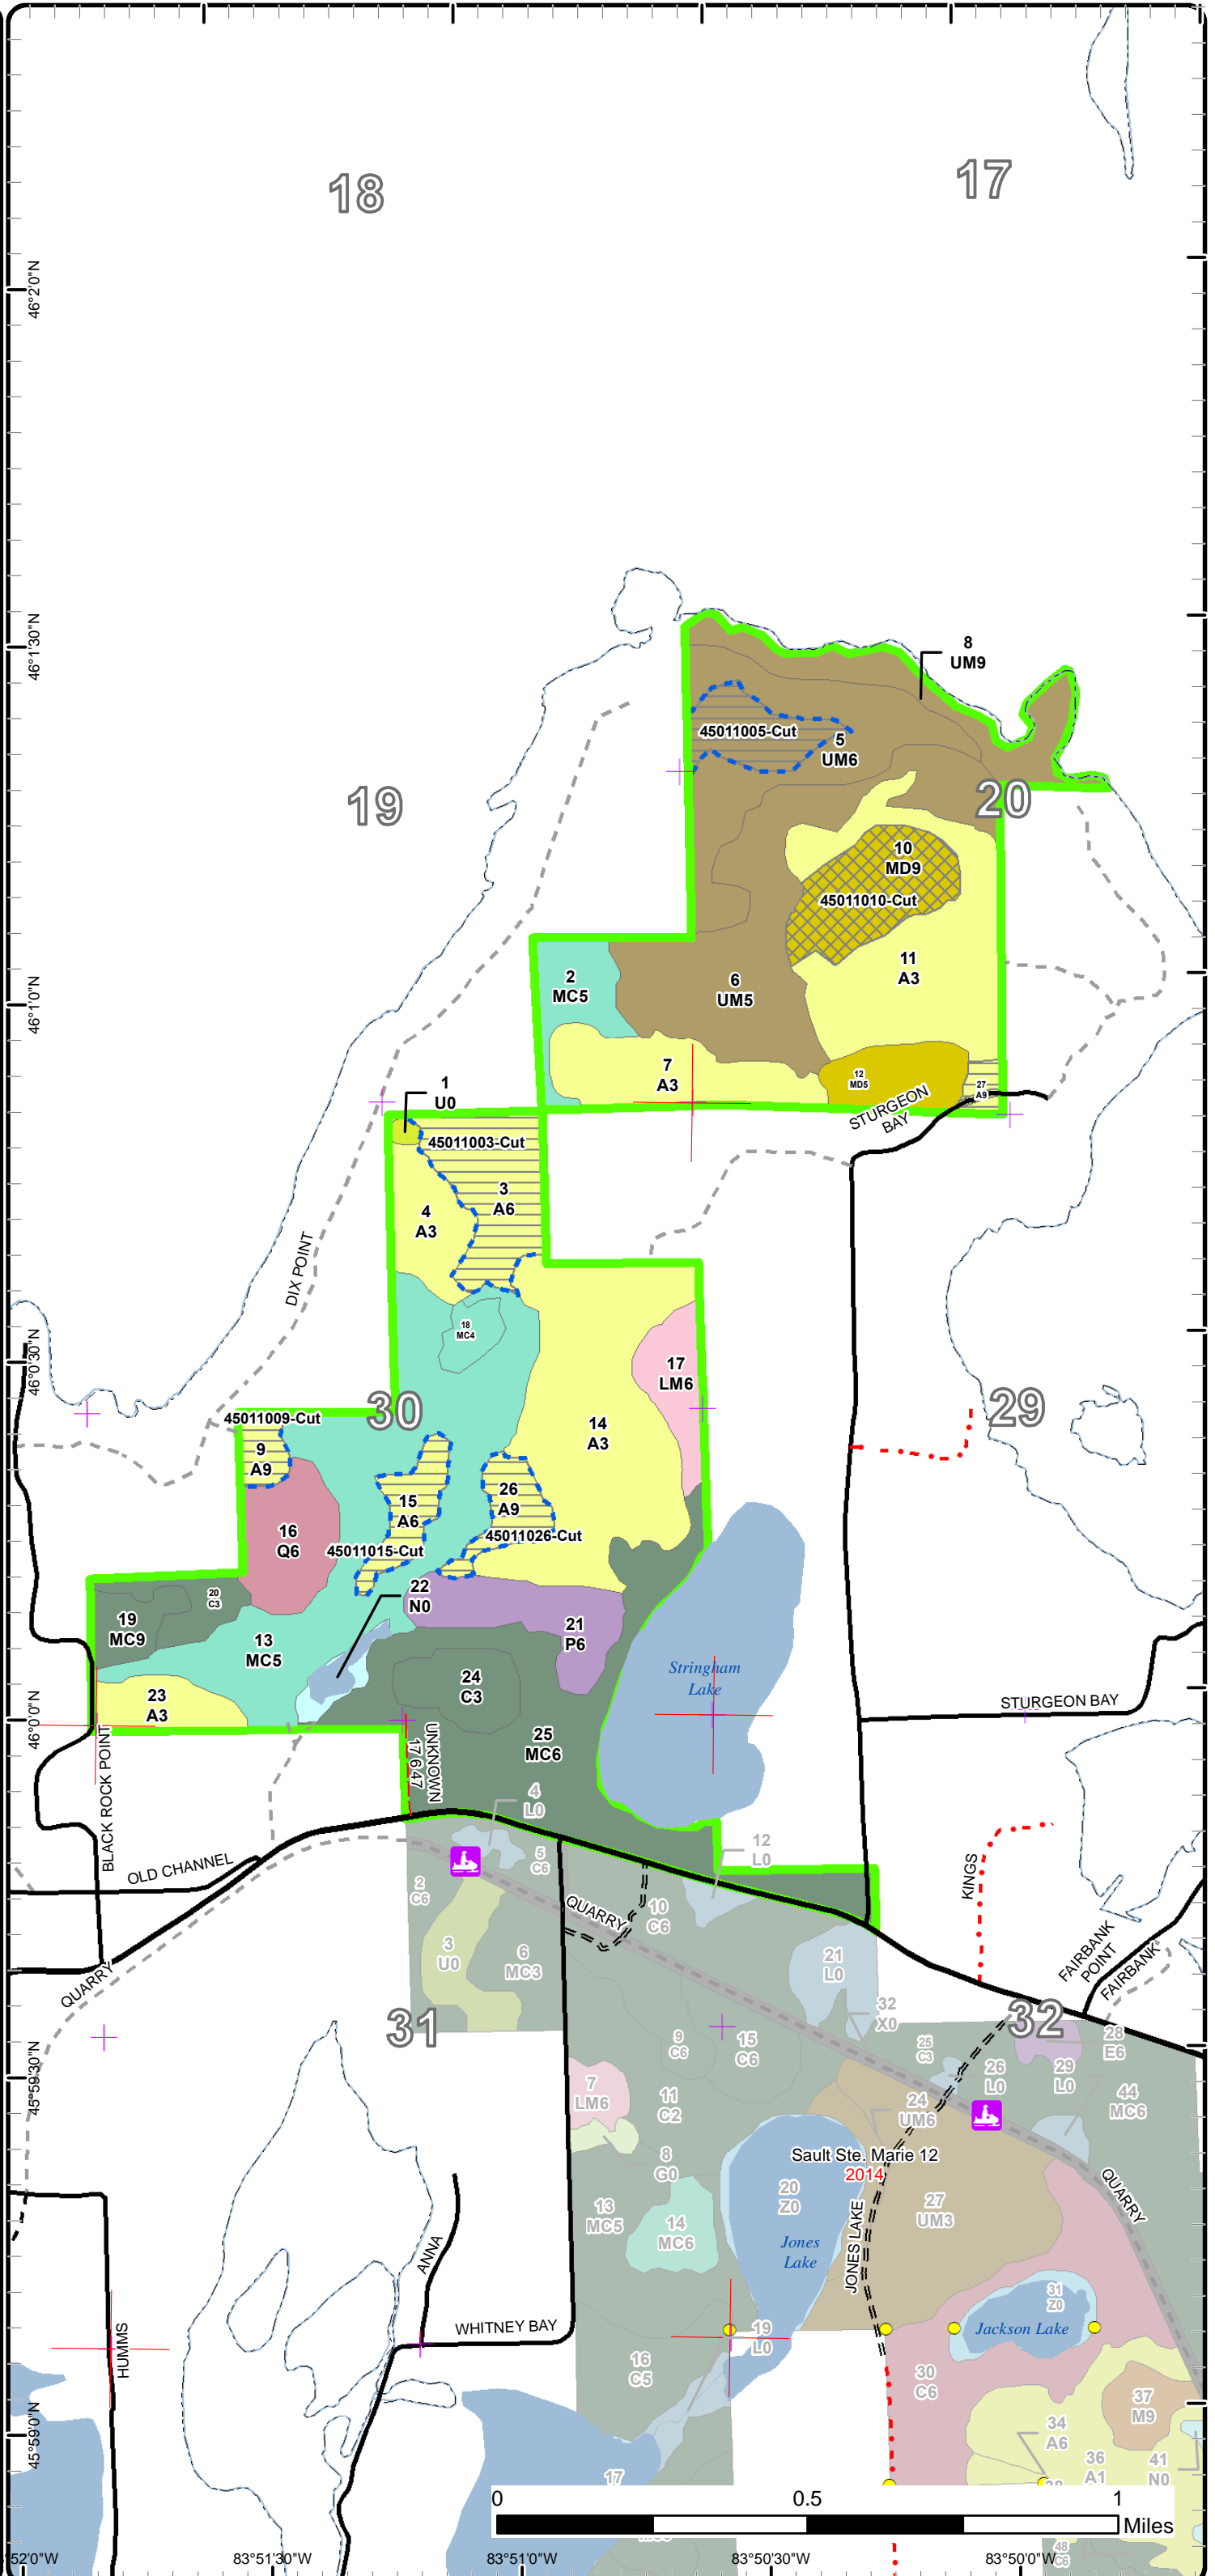 18
17
46°2'0"N
46°1'30"N
8
UM9
45011005-Cut
5
UM6
19
20
10
MD9
45011010-Cut
11
A3
2
MC5
6
UM5
46°1'0"N
7
A3
12
MD5
27
A9
STURGEON
BAY
1
U0
45011003-Cut
3
A6
4
A3
DIX POINT
18
MC4
46°0'30"N
17
LM6
30
29
14
A3
45011009-Cut
9
A9
15
A6
26
A9
45011026-Cut
16
Q6
45011015-Cut
22
N0
20
C3
19
MC9
21
P6
13
MC5
Stringham
Lake
24
C3
23
A3
46°0'0"N
STURGEON BAY
25
MC6
UNKNOWN
17647
BLACK ROCK POINT
4
L0
12
L0
OLD CHANNEL
5
C6
2
C6
QUARRY
10
C6
KINGS
3
U0
6
MC3
21
L0
FAIRBANK
POINT
FAIRBANK
QUARRY
32
X0
31
32
9
C6
15
C6
25
C3
28
E6
26
L0
29
L0
45°59'30"N
7
LM6
11
C2
44
MC6
24
UM6
8
G0
Sault Ste. Marie 12
2014
20
Z0
27
UM3
QUARRY
13
MC5
14
MC6
Jones
Lake
JONES LAKE
ANNA
31
Z0
WHITNEY BAY
19
L0
Jackson Lake
HUMMS
16
C5
30
C6
37
M9
45°59'0"N
34
A6
36
A1
41
N0
17
38
0
0.5
1
Miles
48
C6
52'0"W
83°51'30"W
83°51'0"W
83°50'30"W
83°50'0"W